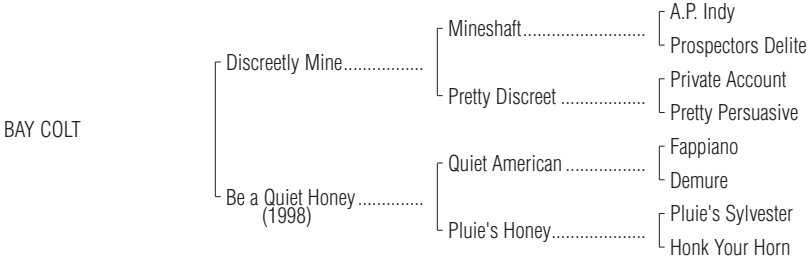 A.P. Indy
Mineshaft..........................
Prospectors Delite
Discreetly Mine.................
Private Account
Pretty Discreet ..................
Pretty Persuasive
BAY COLT
Fappiano
Quiet American .................
Demure
Be a Quiet Honey ..............
(1998)
Pluie's Sylvester
Pluie's Honey....................
Honk Your Horn